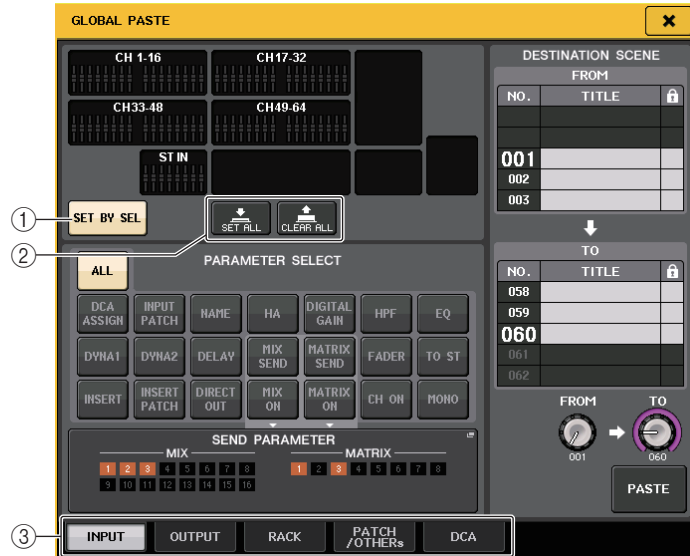 GLOBAL PASTE
CH 1-16
CH17-32
CH33-48
CH49-64
ST IN
① SET BY SEL
② SET ALL
CLEAR ALL
ALL
PARAMETER SELECT
DCA ASSIGN
INPUT PATCH
NAME
HA
DIGITAL GAIN
HPF
EQ
DYNA1
DYNA2
DELAY
MIX SEND
MATRIX SEND
FADER
TO ST
INSERT
INSERT PATCH
DIRECT OUT
MIX ON
MATRIX ON
CH ON
MONO
SEND PARAMETER
MIX
MATRIX
1 2 3 4 5 6 7 8
1 2 3 4 5 6 7 8
9 10 11 12 13 14 15 16
③ INPUT
OUTPUT
RACK
PATCH /OTHERs
DCA
DESTINATION SCENE
FROM
NO. TITLE
001
002
003
TO
NO. TITLE
058
059
060
061
062
FROM
TO
001
060
PASTE